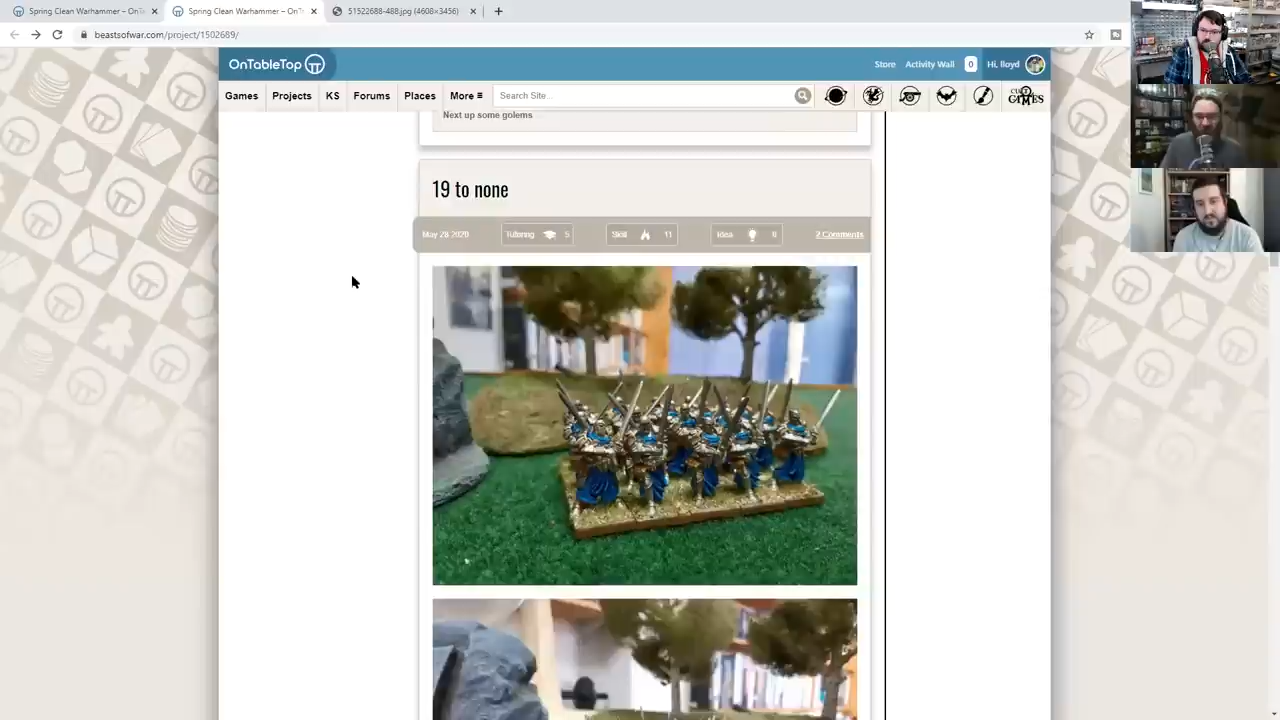 Spring Clean Warhammer – OnT
Spring Clean Warhammer – OnT
51522688-488.jpg (4608×3456)
beastsofwar.com/project/1502689/
OnTableTop
Store
Activity Wall
0
Hi, lloyd
Games
Projects
KS
Forums
Places
More
Search Site...
GAMES
Next up some golems
19 to none
May 28 2020
Tutoring
5
Skill
11
Idea
8
2 Comments